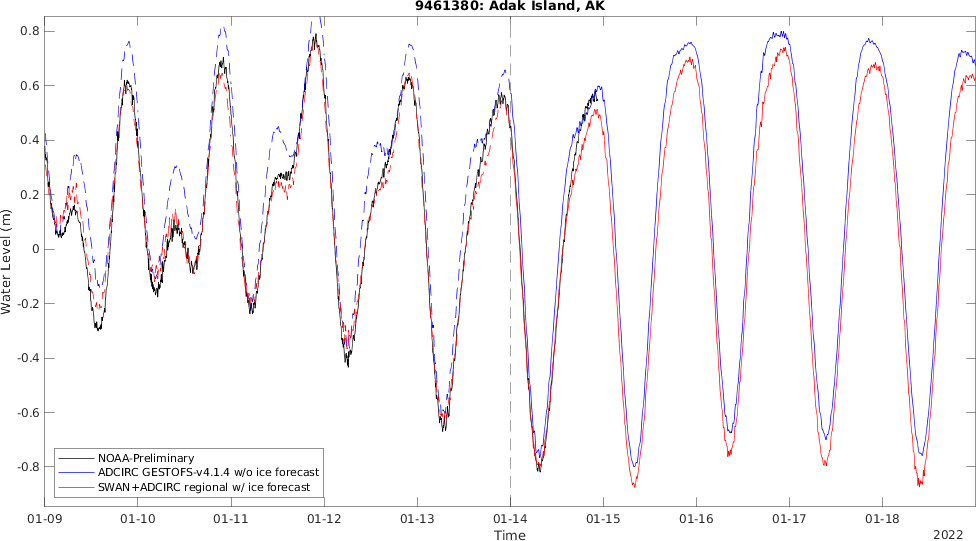 9461380: Adak Island, AK
Water Level (m)
0.8
0.6
0.4
0.2
0
-0.2
-0.4
-0.6
-0.8
NOAA-Preliminary
ADCIRC GESTOFS-v4.1.4 w/o ice forecast
SWAN+ADCIRC regional w/ ice forecast
01-09 01-10 01-11 01-12 01-13 01-14 01-15 01-16 01-17 01-18
Time
2022